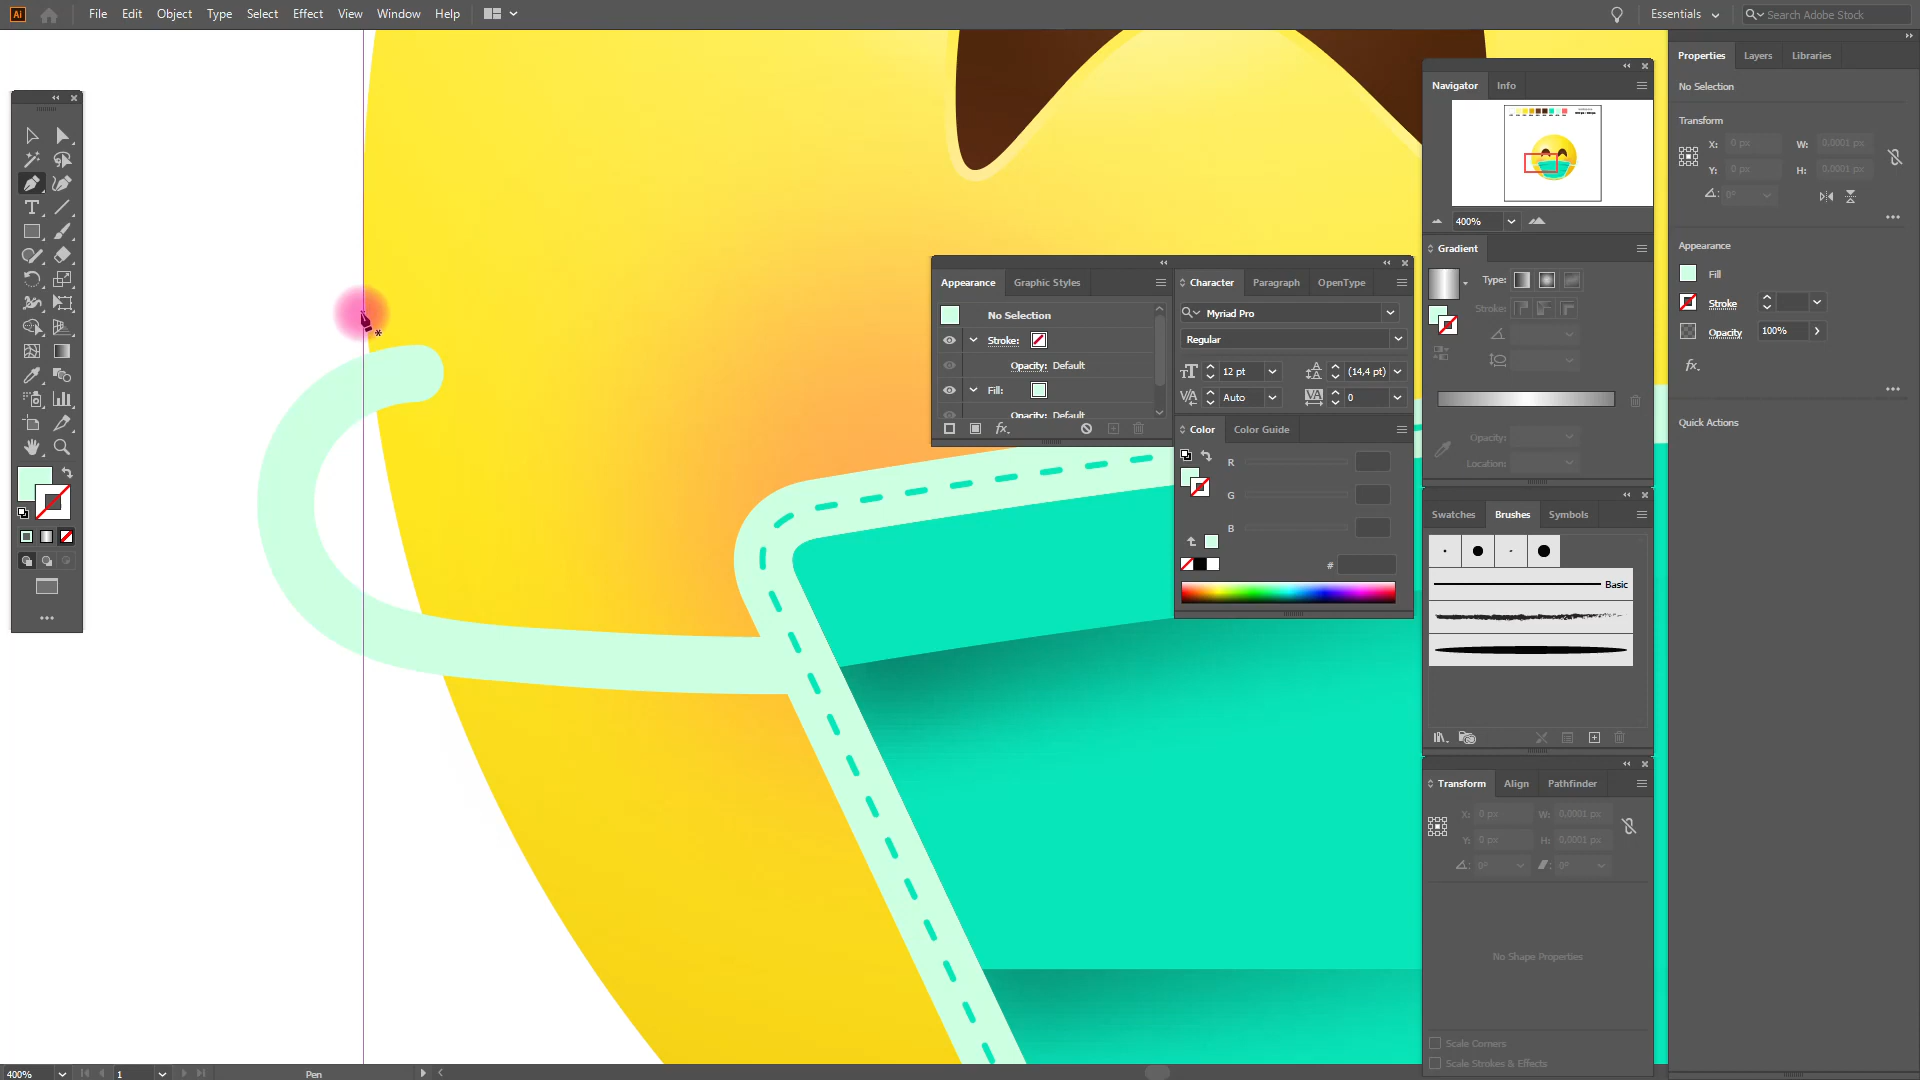 Ai File Edit Object Type Select Effect View Window Help Essentials Search Adobe Stock
Properties Layers Libraries
No Selection
Transform
X: 0 px W: 0,0001 px
Y: 0 px H: 0,0001 px
0°
Appearance
Fill
Stroke
Opacity 100%
fx.
Quick Actions
Navigator Info
400%
Gradient
Type:
Stroke:
Opacity:
Location:
Appearance Graphic Styles
No Selection
Stroke:
Opacity: Default
Fill:
Opacity: Default
fx.
Character Paragraph OpenType
Myriad Pro
Regular
12 pt (14,4 pt)
Auto 0
Color Color Guide
R
G
B
#
Swatches Brushes Symbols
Basic
Transform Align Pathfinder
X: 0 px W: 0,0001 px
Y: 0 px H: 0,0001 px
0° 0°
No Shape Properties
Scale Corners
Scale Strokes & Effects
400% 1 Pen